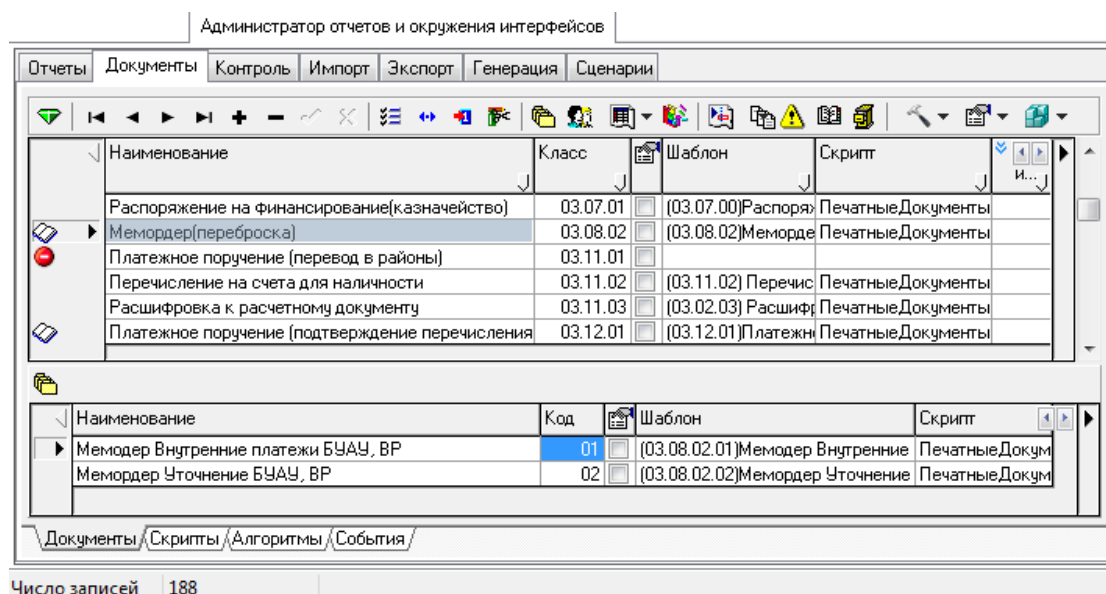 Администратор отчетов и окружения интерфейсов
Отчеты Документы Контроль Импорт Экспорт Генерация Сценарии
Наименование Класс Шаблон Скрипт и...
Распоряжение на финансирование(казначейство) 03.07.01 (03.07.00)Распоряж ПечатныеДокументы
Мемордер(переброска) 03.08.02 (03.08.02)Мемордe ПечатныеДокументы
Платежное поручение (перевод в районы) 03.11.01
Перечисление на счета для наличности 03.11.02 (03.11.02) Перечис ПечатныеДокументы
Расшифровка к расчетному документу 03.11.03 (03.02.03) Расшифр ПечатныеДокументы
Платежное поручение (подтверждение перечисления 03.12.01 (03.12.01)Платежн ПечатныеДокументы
Наименование Код Шаблон Скрипт
Мемодер Внутренние платежи БУАУ, ВР 01 (03.08.02.01)Мемодер Внутренние ПечатныеДокум
Мемордер Уточнение БУАУ, ВР 02 (03.08.02.02)Мемордер Уточнение ПечатныеДокум
Документы Скрипты Алгоритмы События
Число записей 188